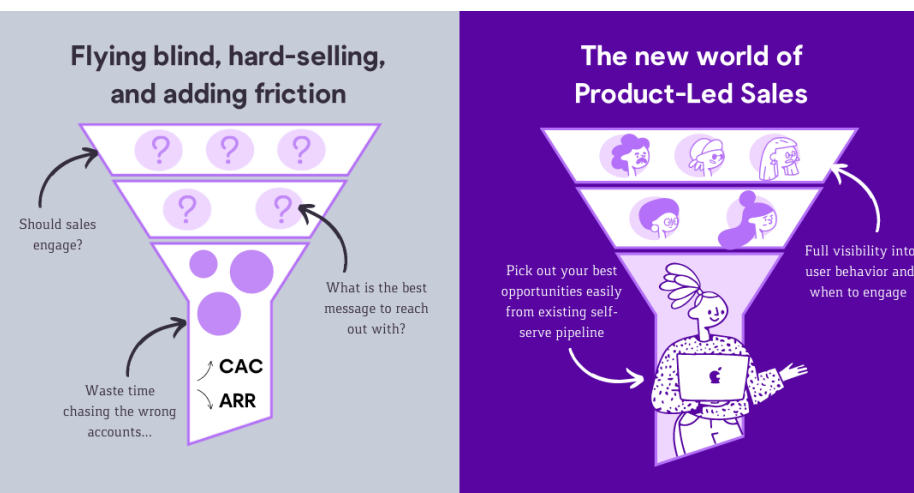 Flying blind, hard-selling,
and adding friction
?
?
?
?
?
Should sales
engage?
What is the best
message to reach
out with?
Waste time
chasing the wrong
accounts...
CAC
ARR
The new world of
Product-Led Sales
Full visibility into
user behavior and
when to engage
Pick out your best
opportunities easily
from existing self-
serve pipeline